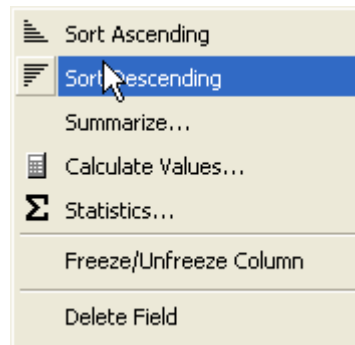 Sort Ascending
Sort Descending
Summarize...
Calculate Values...
Σ Statistics...
Freeze/Unfreeze Column
Delete Field